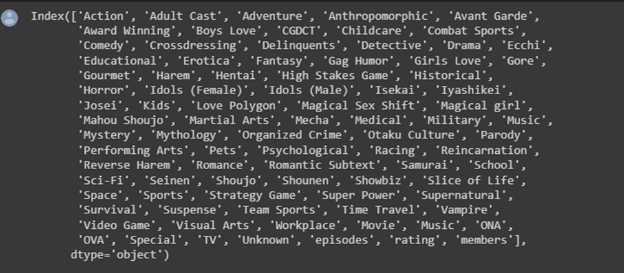 Index(['Action', 'Adult Cast', 'Adventure', 'Anthropomorphic', 'Avant Garde',
'Award Winning', 'Boys Love', 'CGDCT', 'Childcare', 'Combat Sports',
'Comedy', 'Crossdressing', 'Delinquents', 'Detective', 'Drama', 'Ecchi',
'Educational', 'Erotica', 'Fantasy', 'Gag Humor', 'Girls Love', 'Gore',
'Gourmet', 'Harem', 'Hentai', 'High Stakes Game', 'Historical',
'Horror', 'Idols (Female)', 'Idols (Male)', 'Isekai', 'Iyashikei',
'Josei', 'Kids', 'Love Polygon', 'Magical Sex Shift', 'Magical girl',
'Mahou Shoujo', 'Martial Arts', 'Mecha', 'Medical', 'Military', 'Music',
'Mystery', 'Mythology', 'Organized Crime', 'Otaku Culture', 'Parody',
'Performing Arts', 'Pets', 'Psychological', 'Racing', 'Reincarnation',
'Reverse Harem', 'Romance', 'Romantic Subtext', 'Samurai', 'School',
'Sci-Fi', 'Seinen', 'Shoujo', 'Shounen', 'Showbiz', 'Slice of Life',
'Space', 'Sports', 'Strategy Game', 'Super Power', 'Supernatural',
'Survival', 'Suspense', 'Team Sports', 'Time Travel', 'Vampire',
'Video Game', 'Visual Arts', 'Workplace', 'Movie', 'Music', 'ONA',
'OVA', 'Special', 'TV', 'Unknown', 'episodes', 'rating', 'members'],
dtype='object')